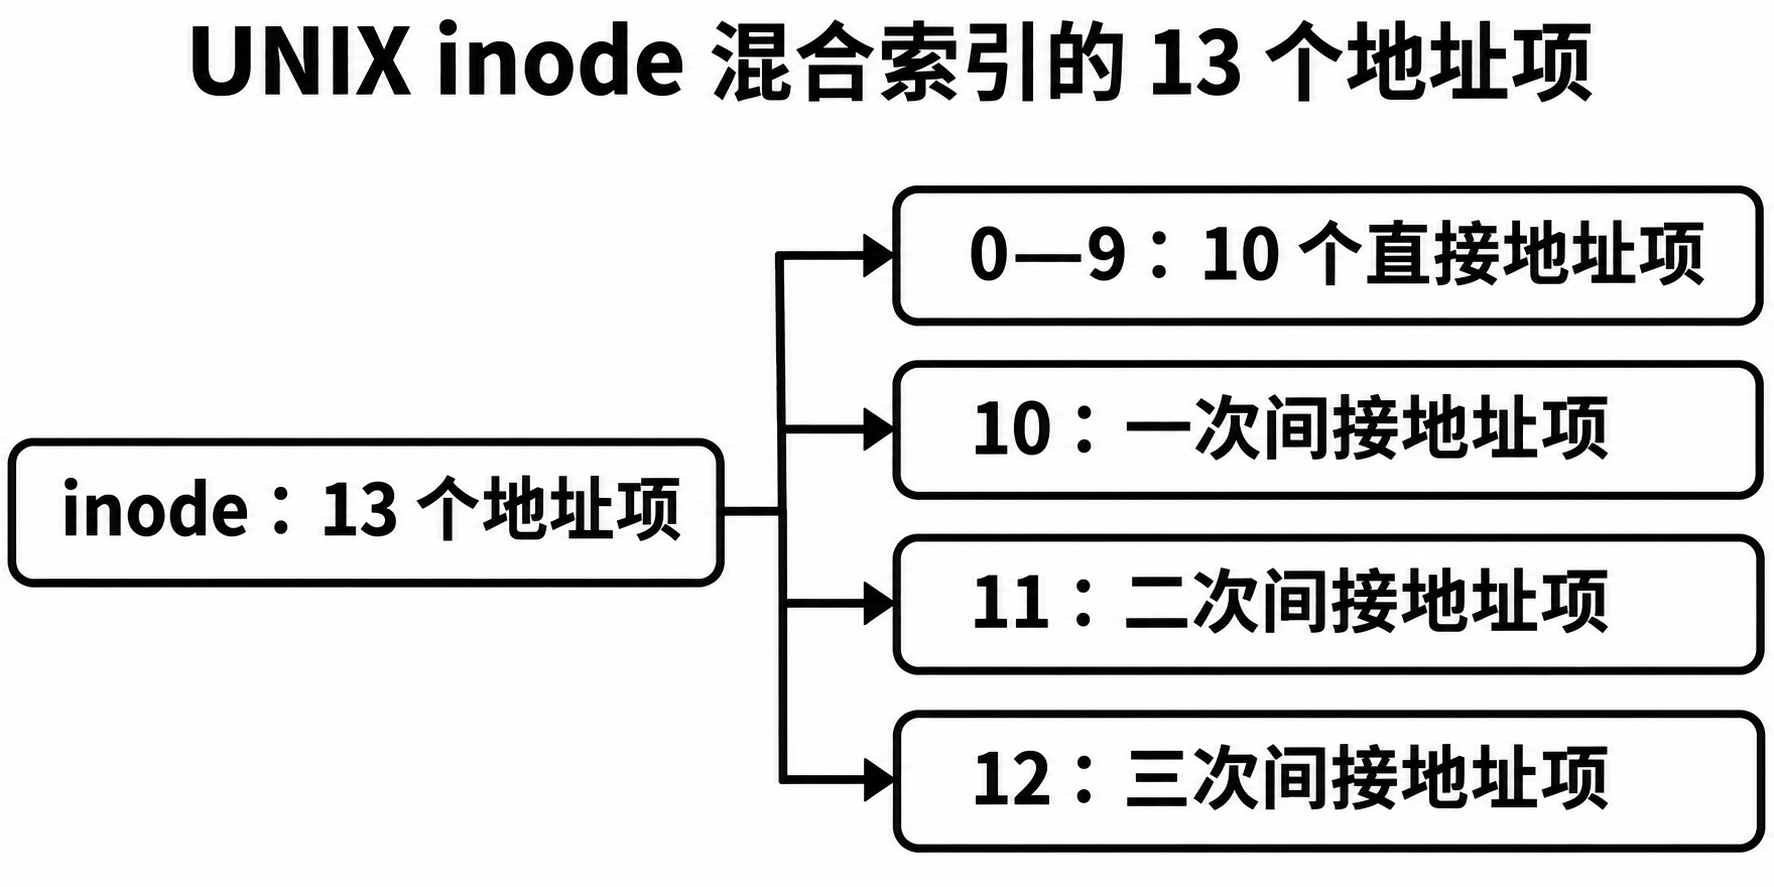 UNIX inode 混合索引的 13 个地址项
0—9：10 个直接地址项
10：一次间接地址项
inode：13 个地址项
11：二次间接地址项
12：三次间接地址项